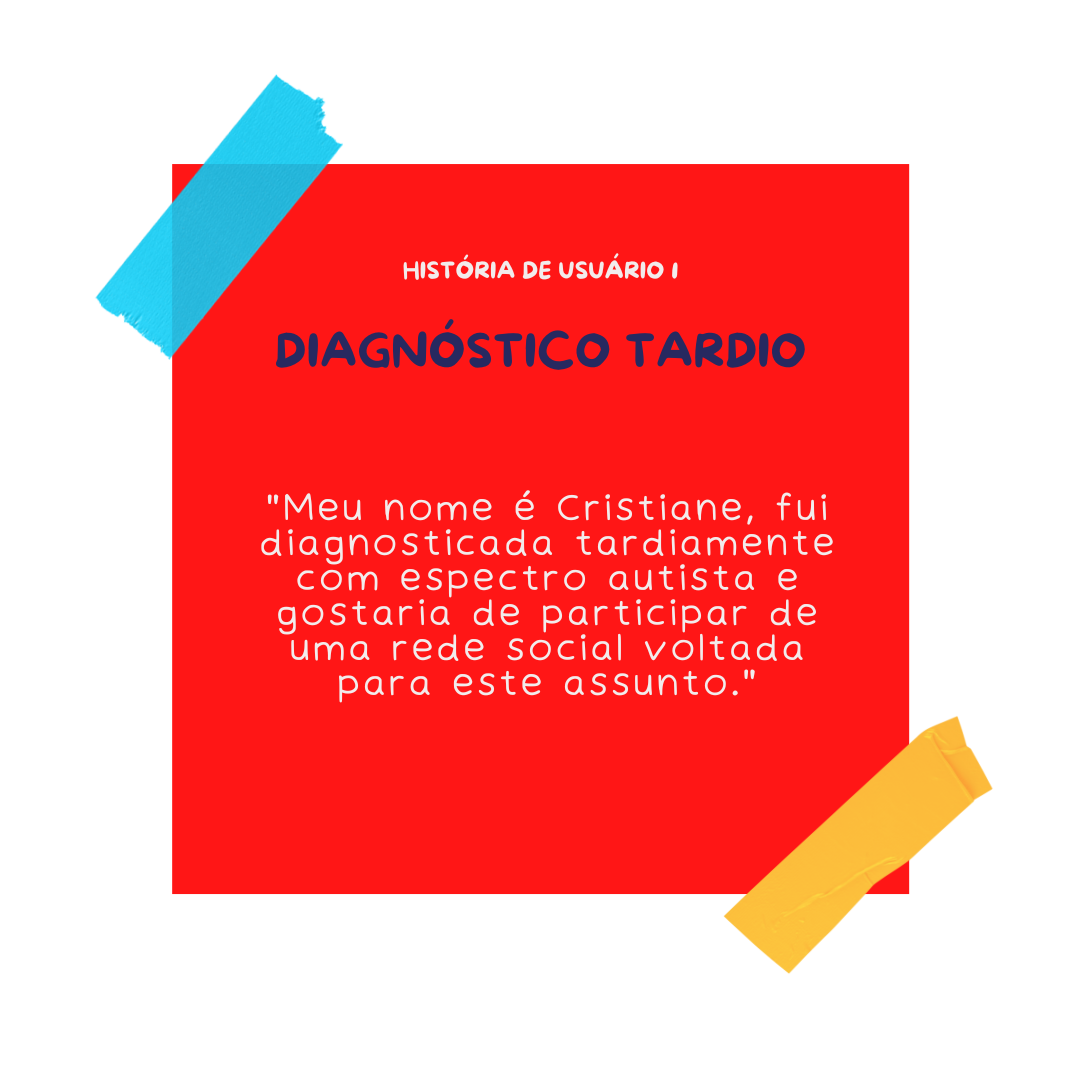 HISTÓRIA DE USUÁRIO I
DIAGNÓSTICO TARDIO
"Meu nome é Cristiane, fui
diagnosticada tardiamente
com espectro autista e
gostaria de participar de
uma rede social voltada
para este assunto."